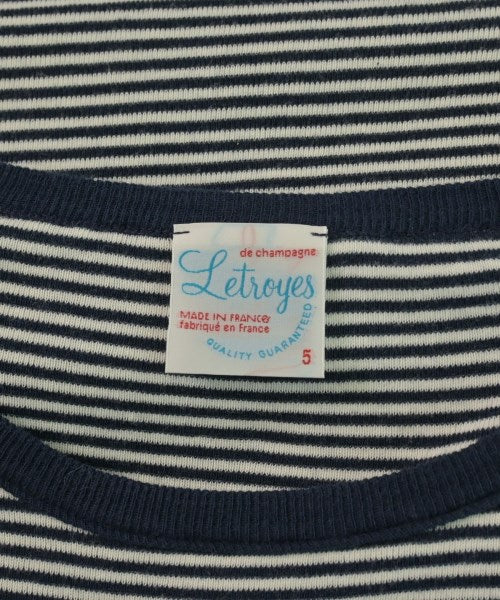 de champagne
Letroyes
MADE IN FRANCE
fabriqué en France
QUALITY GUARANTEED
5